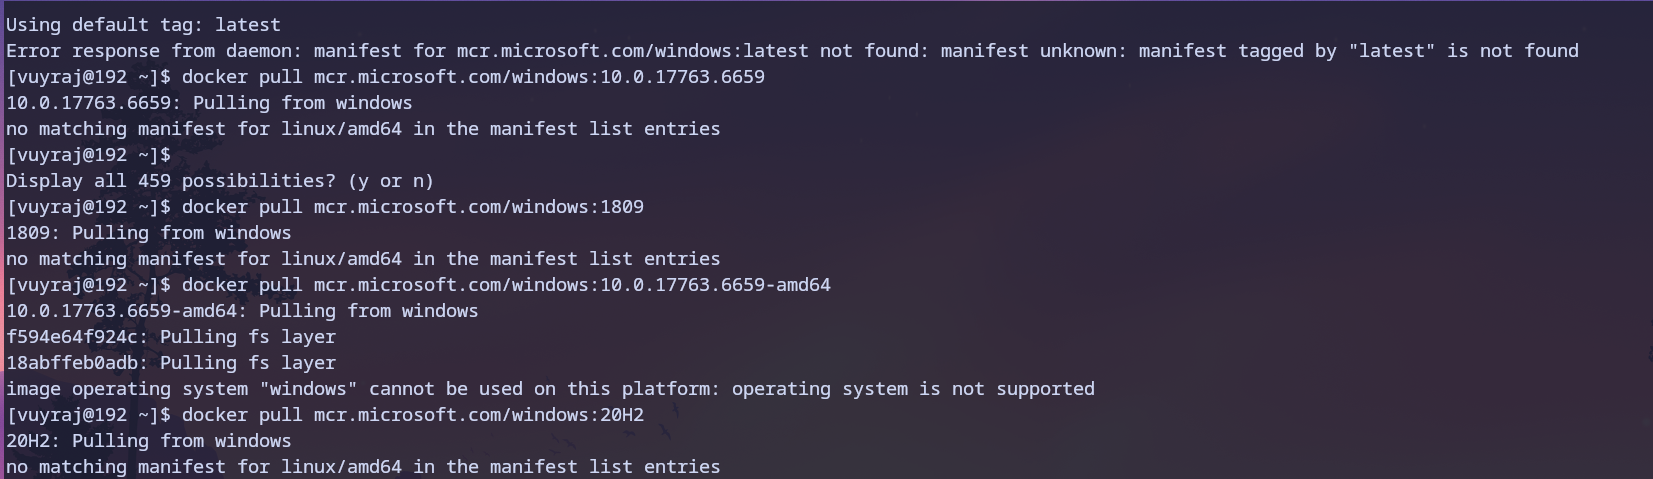 Using default tag: latest
Error response from daemon: manifest for mcr.microsoft.com/windows:latest not found: manifest unknown: manifest tagged by "latest" is not found
[vuyraj@192 ~]$ docker pull mcr.microsoft.com/windows:10.0.17763.6659
10.0.17763.6659: Pulling from windows
no matching manifest for linux/amd64 in the manifest list entries
[vuyraj@192 ~]$
Display all 459 possibilities? (y or n)
[vuyraj@192 ~]$ docker pull mcr.microsoft.com/windows:1809
1809: Pulling from windows
no matching manifest for linux/amd64 in the manifest list entries
[vuyraj@192 ~]$ docker pull mcr.microsoft.com/windows:10.0.17763.6659-amd64
10.0.17763.6659-amd64: Pulling from windows
f594e64f924c: Pulling fs layer
18abffeb0adb: Pulling fs layer
image operating system "windows" cannot be used on this platform: operating system is not supported
[vuyraj@192 ~]$ docker pull mcr.microsoft.com/windows:20H2
20H2: Pulling from windows
no matching manifest for linux/amd64 in the manifest list entries